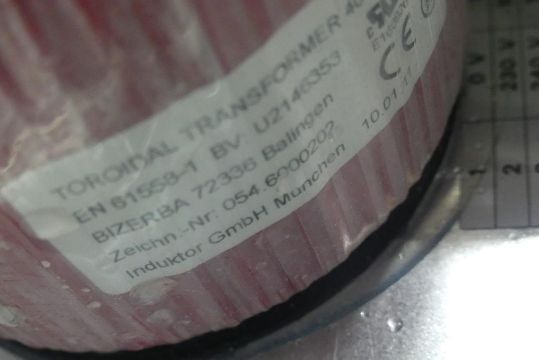 TOROIDAL TRANSFORMER
EN 61558-1 BV U2146353
BIZERBA 72336 Balingen
Zeichn.-Nr: 054.6000202
Induktor GmbH München
10.01
CE
0 V
230 V
1
2